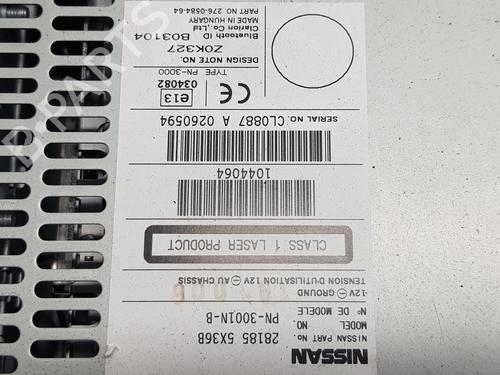 NISSAN
NISSAN Part No. 28185 5X36B
MODEL NO.
N° DE MODELE PN-3001N-B
-12V⎓ GROUND
TENSION D'UTILISATION 12V⎓ AU CHASSIS
CLASS 1 LASER PRODUCT
1044064
SERIAL NO. CL0887 A 0260594
e13
034082
CE
TYPE PN-3000
DESIGN NOTE NO. Z0K327
Bluetooth ID B03104
Clarion Co.,Ltd
MADE IN HUNGARY
PART NO. 276-0584-64
B-PARTS